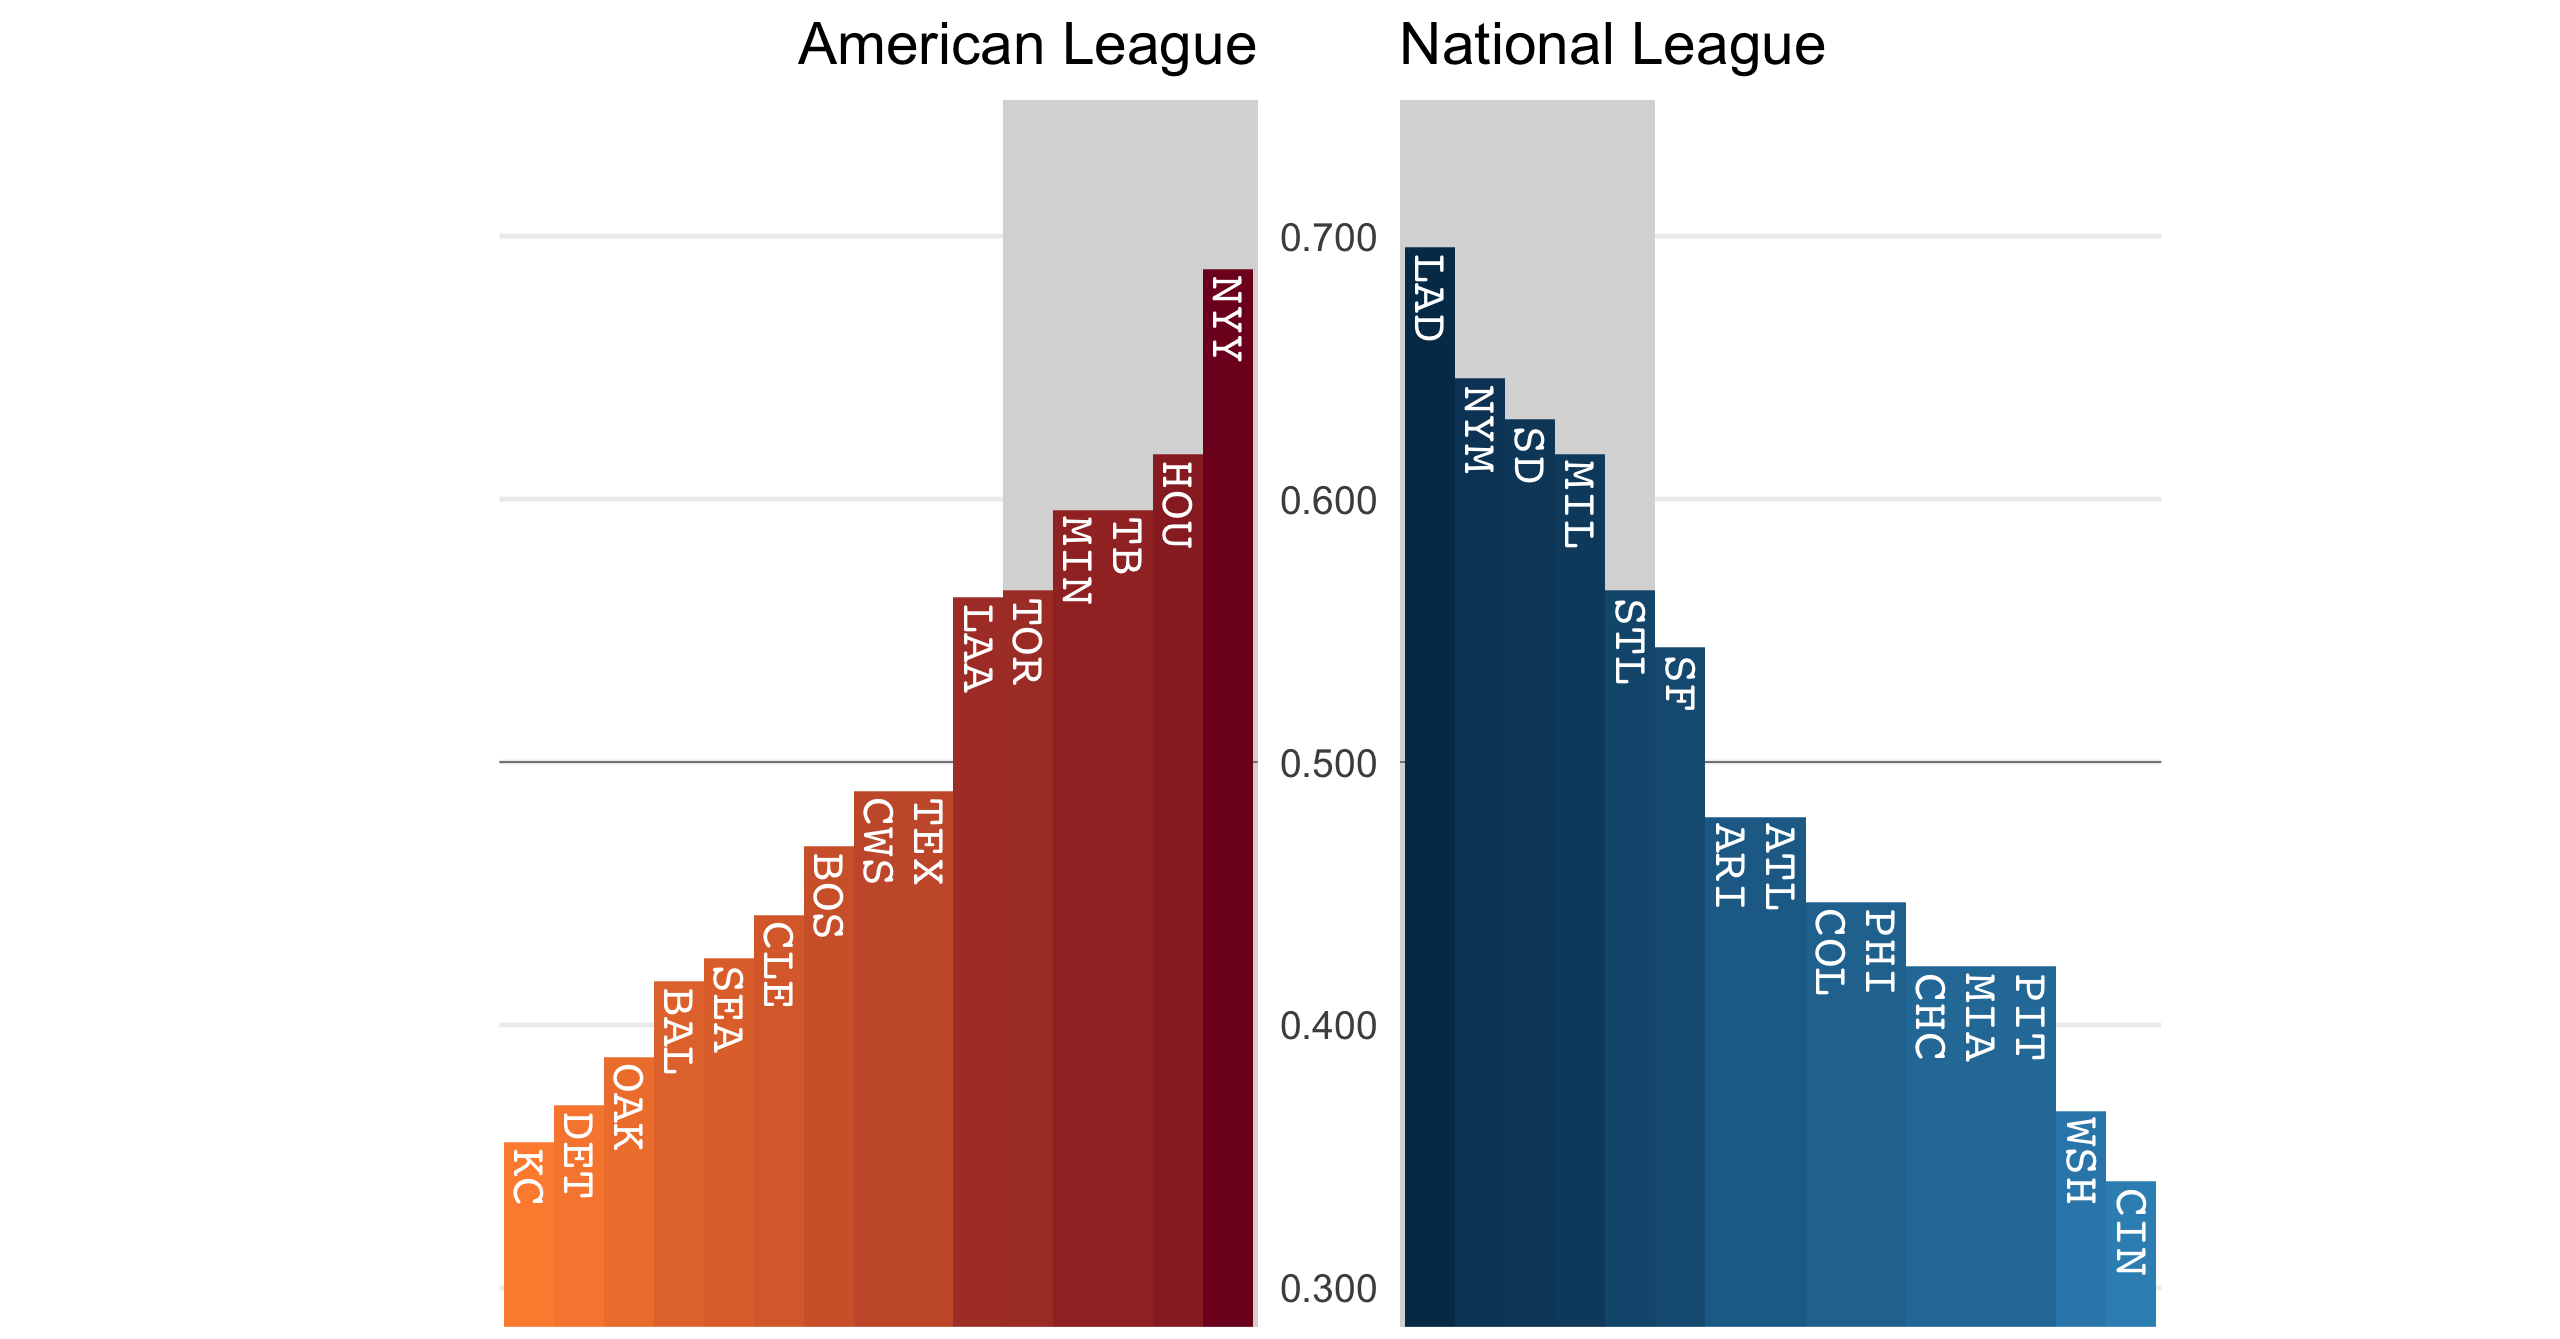 American League
National League
0.700
0.600
0.500
0.400
0.300
KC
DET
OAK
BAL
SEA
CLE
BOS
CWS
TEX
LAA
TOR
MIN
TB
HOU
NYY
LAD
NYM
SD
MIL
STL
SF
ARI
ATL
COL
PHI
CHC
MIA
PIT
WSH
CIN